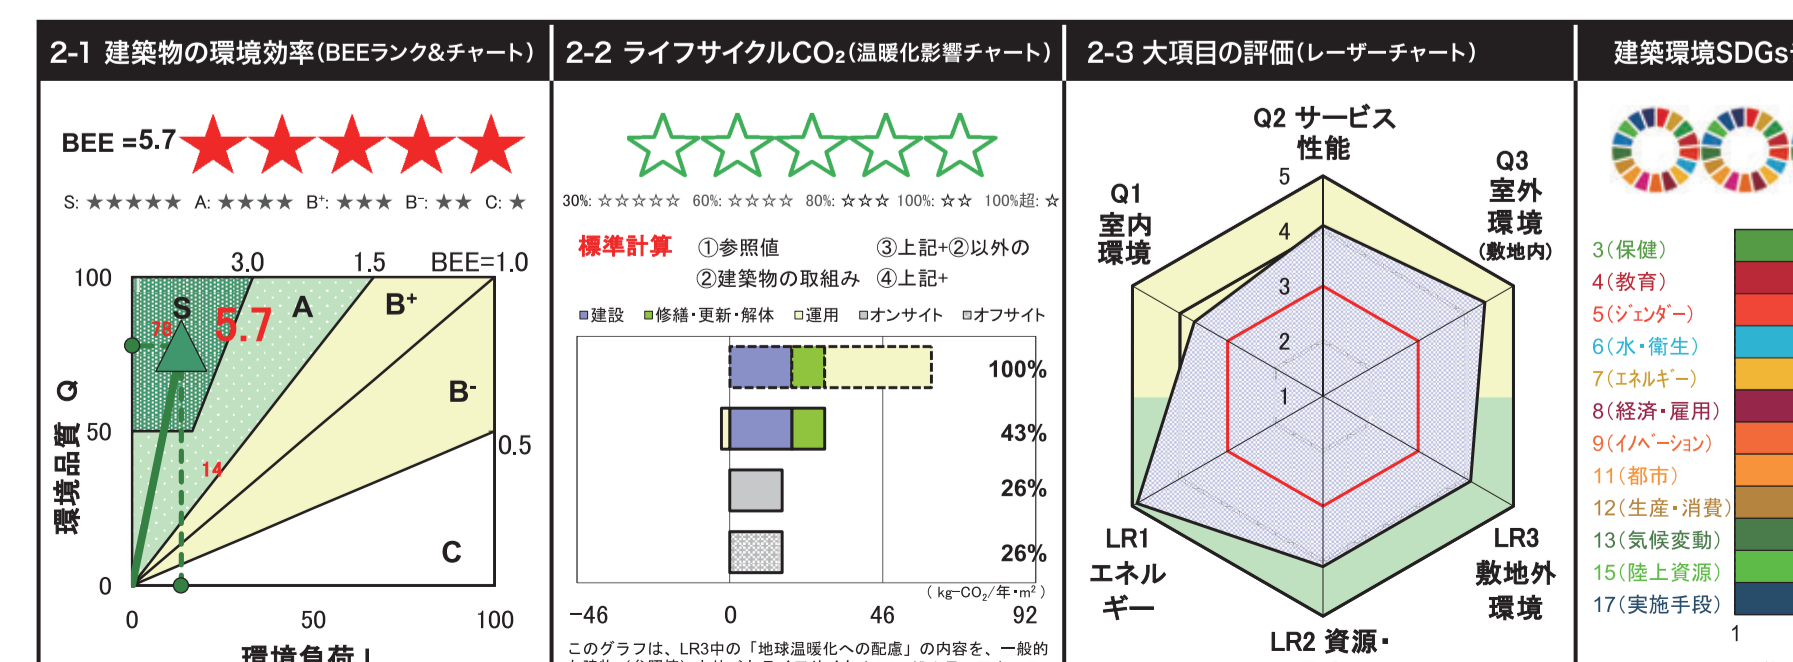 2-1 建築物の環境効率(BEEランク&チャート)
BEE =5.7
S: ★★★★★ A: ★★★★ B⁺: ★★★ B⁻: ★★ C: ★
3.0 1.5 BEE=1.0
100
S
A
B⁺
78
5.7
B⁻
50
0.5
14
C
0
0 50 100
環境品質 Q
環境負荷 L
2-2 ライフサイクルCO₂(温暖化影響チャート)
30%: ☆☆☆☆☆ 60%: ☆☆☆☆ 80%: ☆☆☆ 100%: ☆☆ 100%超: ☆
標準計算 ①参照値 ③上記+②以外の
②建築物の取組み ④上記+
建設 修繕・更新・解体 運用 オンサイト オフサイト
100%
43%
26%
26%
( kg-CO₂/年・m² )
-46 0 46 92
このグラフは、LR3中の「地球温暖化への配慮」の内容を、一般的
2-3 大項目の評価(レーザーチャート)
Q2 サービス
性能
Q3
室外
環境
(敷地内)
Q1
室内
環境
5
4
3
2
1
LR1
エネル
ギー
LR3
敷地外
環境
LR2 資源・
建築環境SDGs
3(保健)
4(教育)
5(ジェンダー)
6(水・衛生)
7(エネルギー)
8(経済・雇用)
9(イノベーション)
11(都市)
12(生産・消費)
13(気候変動)
15(陸上資源)
17(実施手段)
1